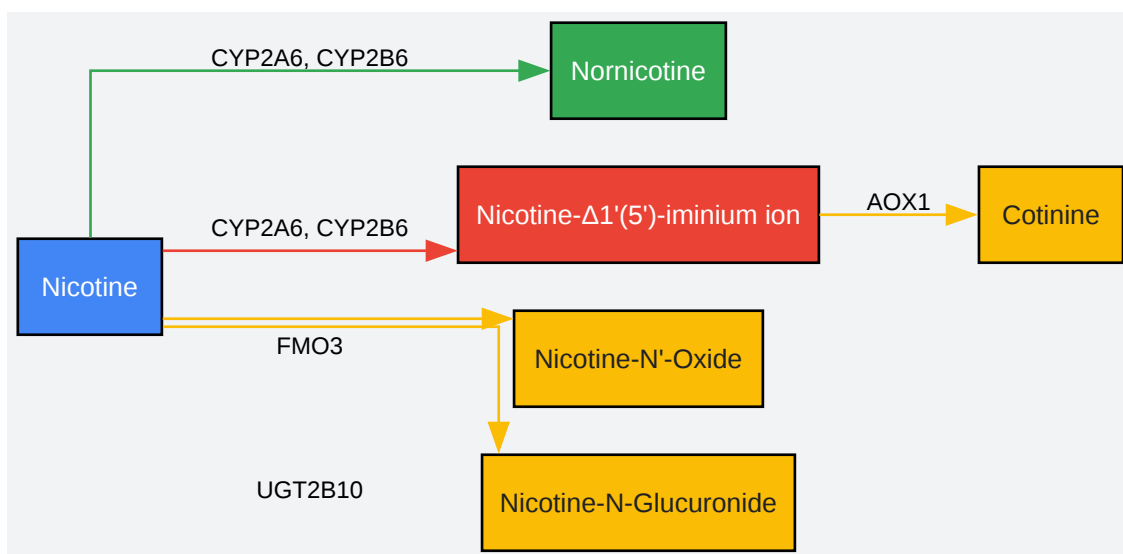 CYP2A6, CYP2B6
Nornicotine
Nicotine-Δ1'(5')-iminium ion
AOX1
Cotinine
CYP2A6, CYP2B6
Nicotine
FMO3
Nicotine-N'-Oxide
UGT2B10
Nicotine-N-Glucuronide